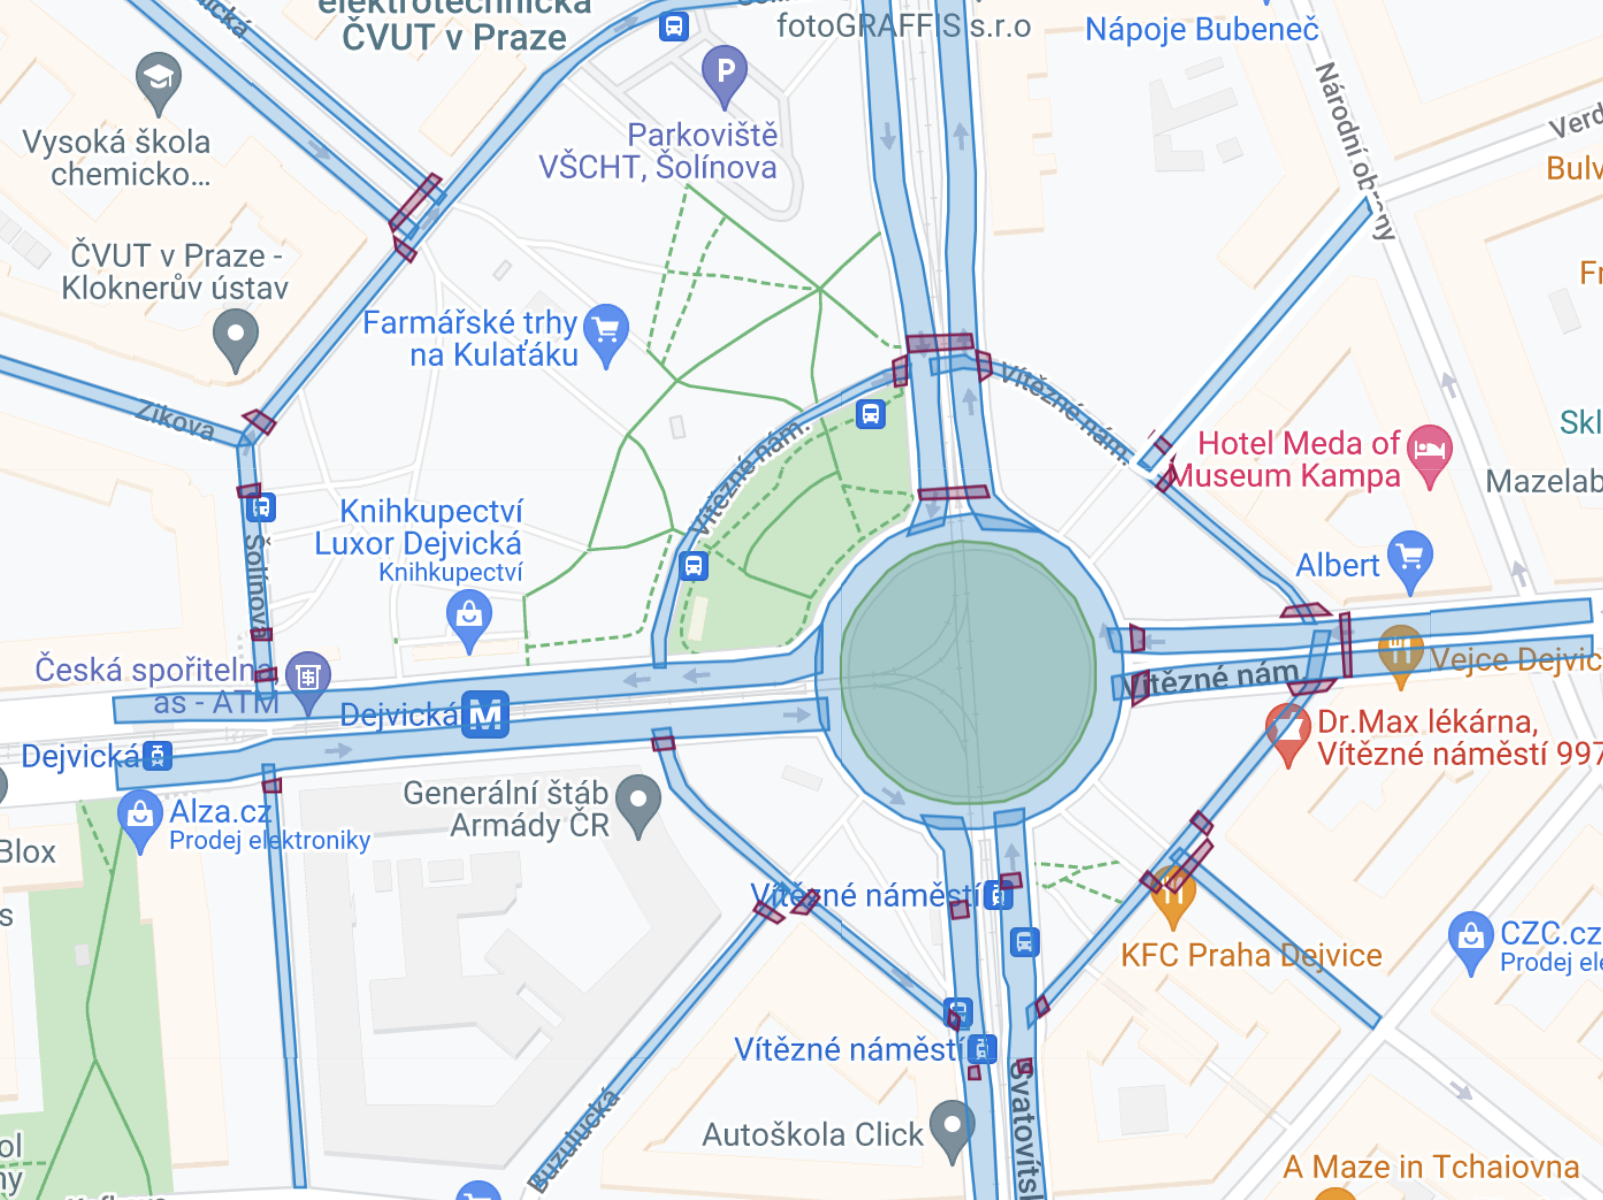 elektrotechnická
ČVUT v Praze
fotoGRAFFIS s.r.o
Nápoje Bubeneč
Národní obrany
Vysoká škola
chemicko...
P
Parkoviště
VŠCHT, Šolínova
ČVUT v Praze -
Kloknerův ústav
Farmářské trhy
na Kulaťáku
Vítězné nám.
Zikova
Vítězné nám.
Hotel Meda of
Museum Kampa
Knihkupectví
Luxor Dejvická
Knihkupectví
Šolínova
Albert
Česká spořitelna,
as - ATM
Dejvická
M
Vítězné nám.
Vejce Dejvic
Dejvická
Dr.Max lékárna,
Vítězné náměstí 997
Alza.cz
Prodej elektroniky
Generální štáb
Armády ČR
Blox
Vítězné náměstí
KFC Praha Dejvice
CZC.cz
Prodej ele
Vítězné náměstí
Svatovítsk
Buzulucká
Autoškola Click
A Maze in Tchaiovna
Verd
Bulv
Fr
Skl
Mazelab